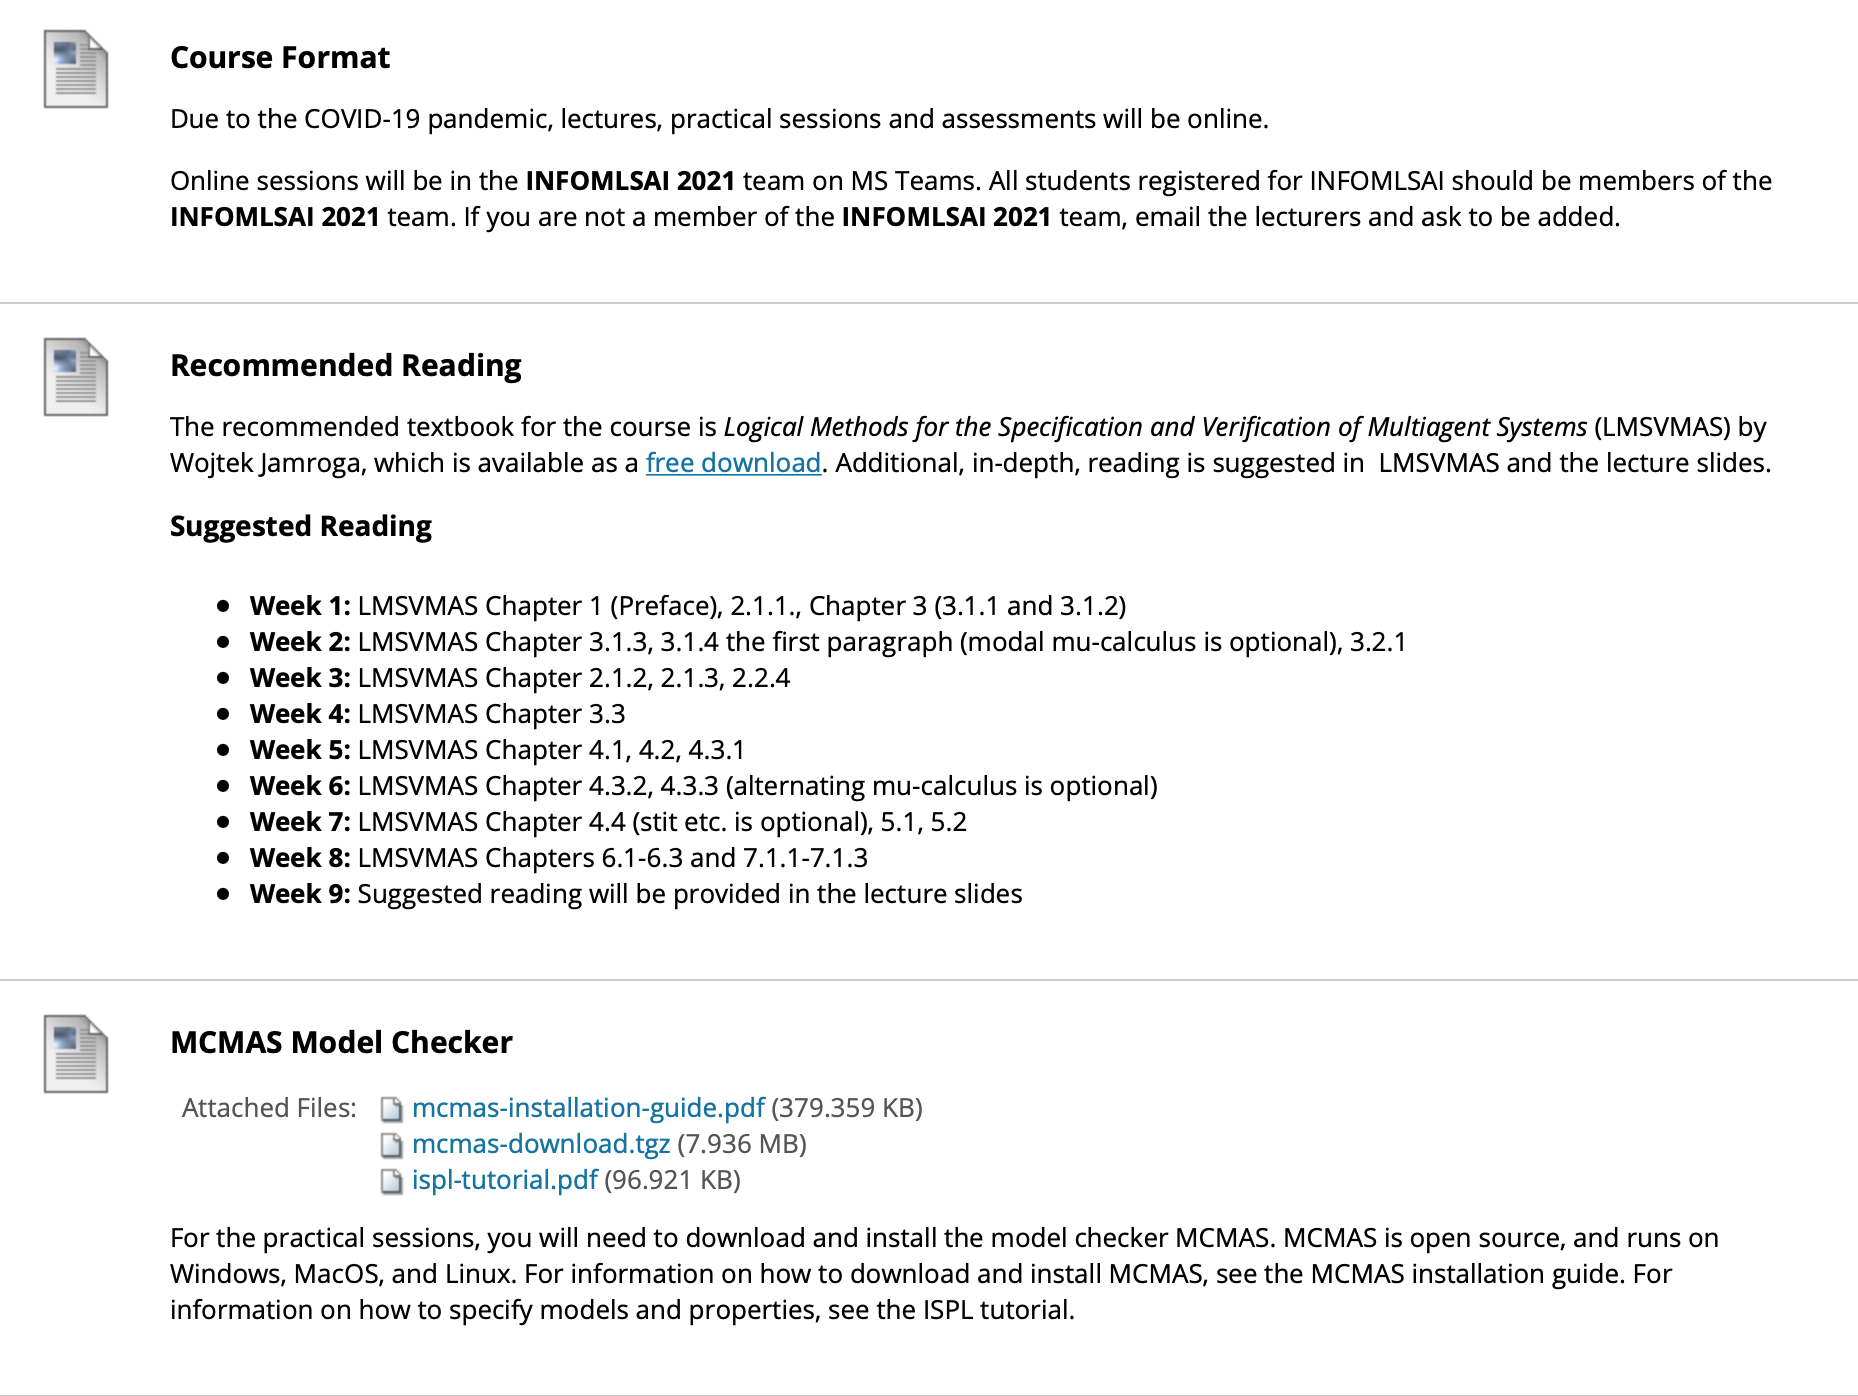 Course Format
Due to the COVID-19 pandemic, lectures, practical sessions and assessments will be online.
Online sessions will be in the INFOMLSAI 2021 team on MS Teams. All students registered for INFOMLSAI should be members of the
INFOMLSAI 2021 team. If you are not a member of the INFOMLSAI 2021 team, email the lecturers and ask to be added.
Recommended Reading
The recommended textbook for the course is Logical Methods for the Specification and Verification of Multiagent Systems (LMSVMAS) by
Wojtek Jamroga, which is available as a free download. Additional, in-depth, reading is suggested in  LMSVMAS and the lecture slides.
Suggested Reading
• Week 1: LMSVMAS Chapter 1 (Preface), 2.1.1., Chapter 3 (3.1.1 and 3.1.2)
• Week 2: LMSVMAS Chapter 3.1.3, 3.1.4 the first paragraph (modal mu-calculus is optional), 3.2.1
• Week 3: LMSVMAS Chapter 2.1.2, 2.1.3, 2.2.4
• Week 4: LMSVMAS Chapter 3.3
• Week 5: LMSVMAS Chapter 4.1, 4.2, 4.3.1
• Week 6: LMSVMAS Chapter 4.3.2, 4.3.3 (alternating mu-calculus is optional)
• Week 7: LMSVMAS Chapter 4.4 (stit etc. is optional), 5.1, 5.2
• Week 8: LMSVMAS Chapters 6.1-6.3 and 7.1.1-7.1.3
• Week 9: Suggested reading will be provided in the lecture slides
MCMAS Model Checker
Attached Files: mcmas-installation-guide.pdf (379.359 KB)
mcmas-download.tgz (7.936 MB)
ispl-tutorial.pdf (96.921 KB)
For the practical sessions, you will need to download and install the model checker MCMAS. MCMAS is open source, and runs on
Windows, MacOS, and Linux. For information on how to download and install MCMAS, see the MCMAS installation guide. For
information on how to specify models and properties, see the ISPL tutorial.